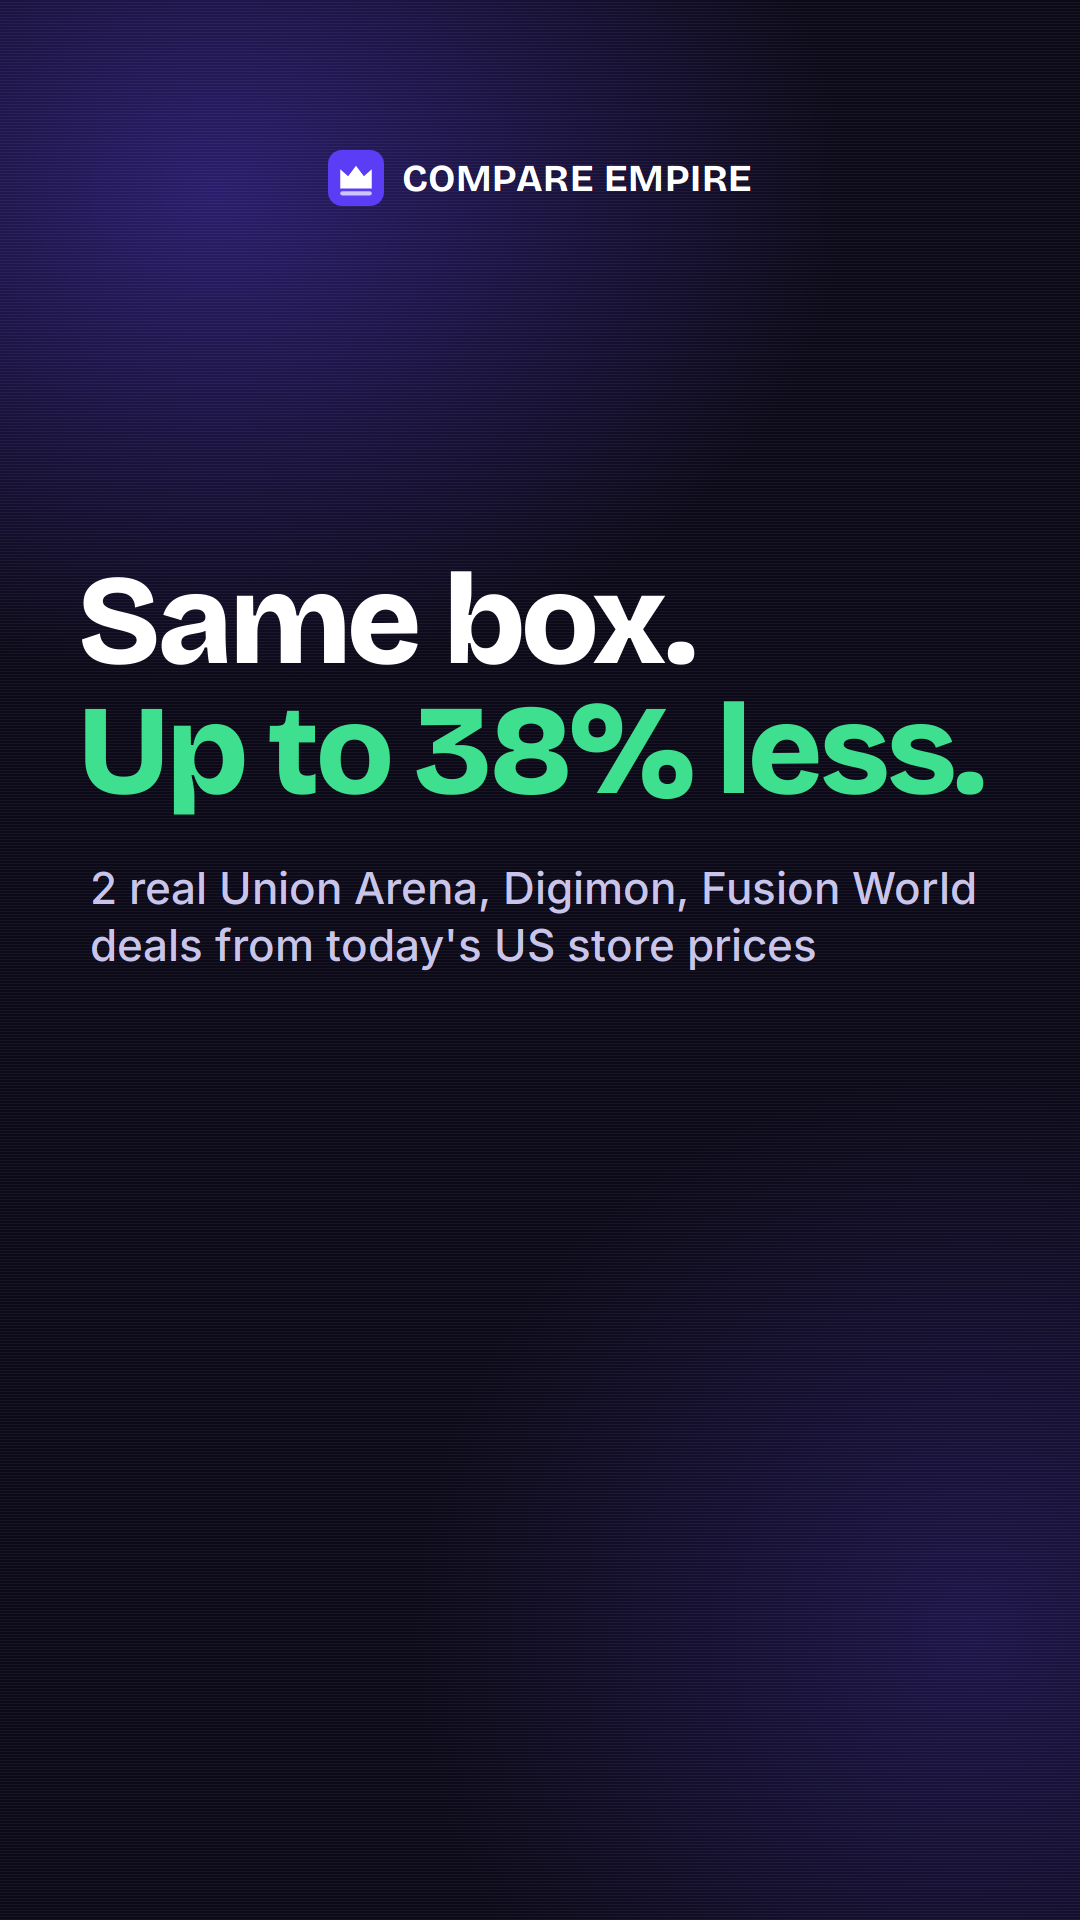 COMPARE EMPIRE
Same box.
Up to 38% less.
2 real Union Arena, Digimon, Fusion World
deals from today's US store prices